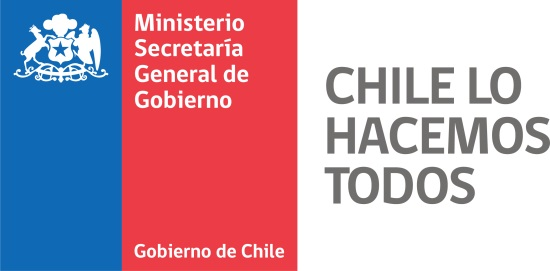 Ministerio
Secretaría
General de
Gobierno
Gobierno de Chile
CHILE LO
HACEMOS
TODOS